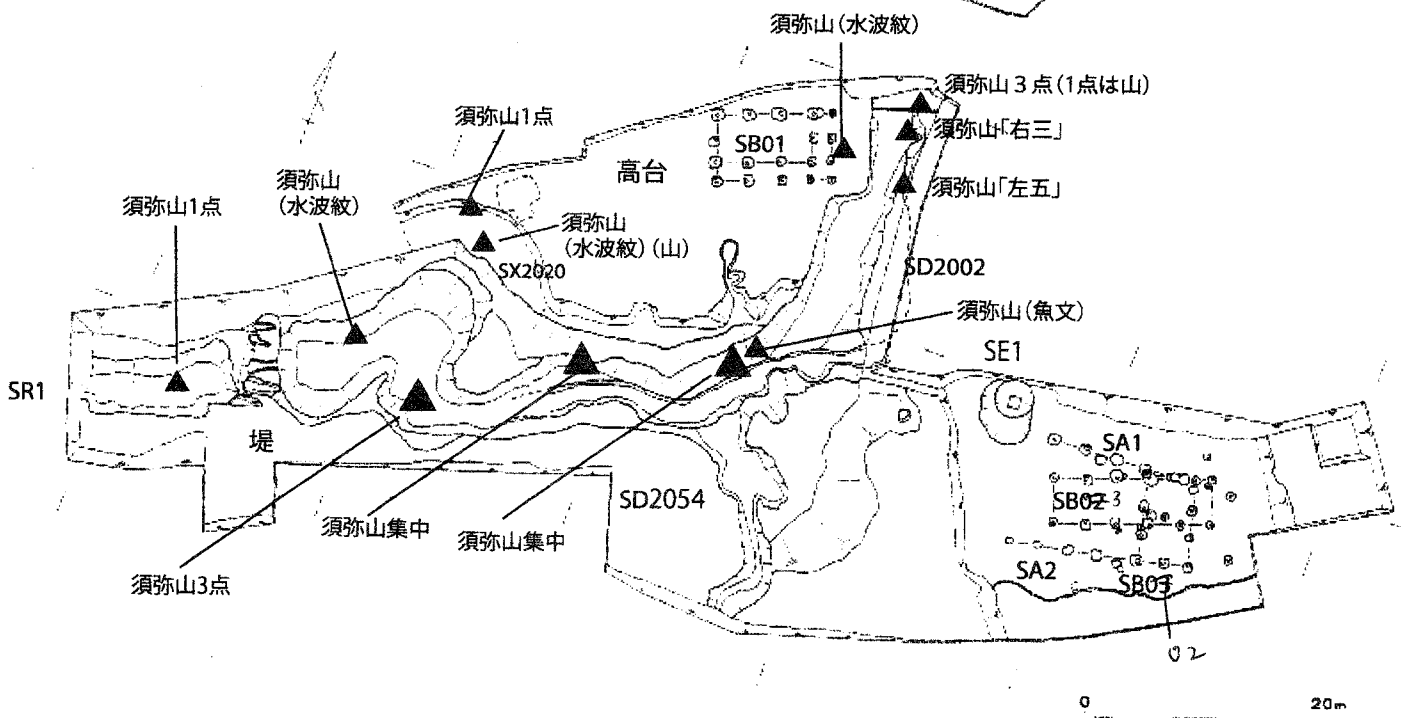 須弥山(水波紋)
須弥山3点(1点は山)
須弥山1点
須弥山「右三」
SB01
高台
須弥山
(水波紋)
須弥山「左五」
須弥山1点
須弥山
(水波紋)(山)
SX2020
SD2002
須弥山(魚文)
SE1
SR1
堤
SA1
SB02
SD2054
須弥山集中
須弥山集中
須弥山3点
SA2
SB03
02
0
20m